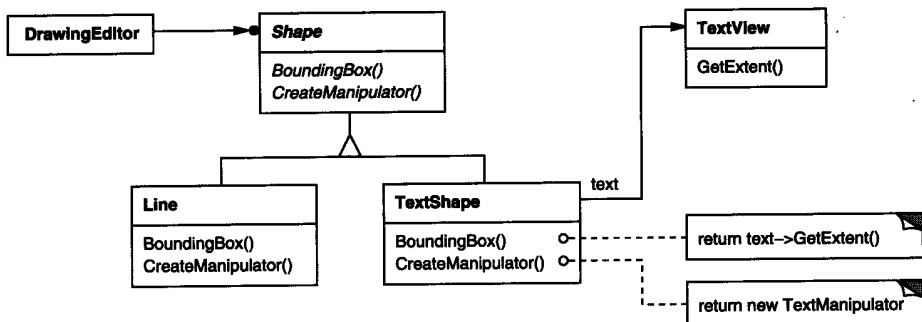 DrawingEditor
Shape
BoundingBox()
CreateManipulator()
TextView
GetExtent()
Line
BoundingBox()
CreateManipulator()
TextShape
BoundingBox()
CreateManipulator()
text
return text->GetExtent()
return new TextManipulator